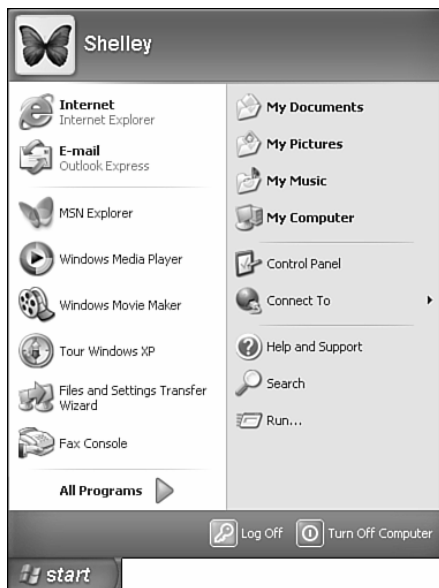 Shelley
Internet
Internet Explorer
E-mail
Outlook Express
MSN Explorer
Windows Media Player
Windows Movie Maker
Tour Windows XP
Files and Settings Transfer
Wizard
Fax Console
All Programs
My Documents
My Pictures
My Music
My Computer
Control Panel
Connect To
Help and Support
Search
Run...
Log Off
Turn Off Computer
start